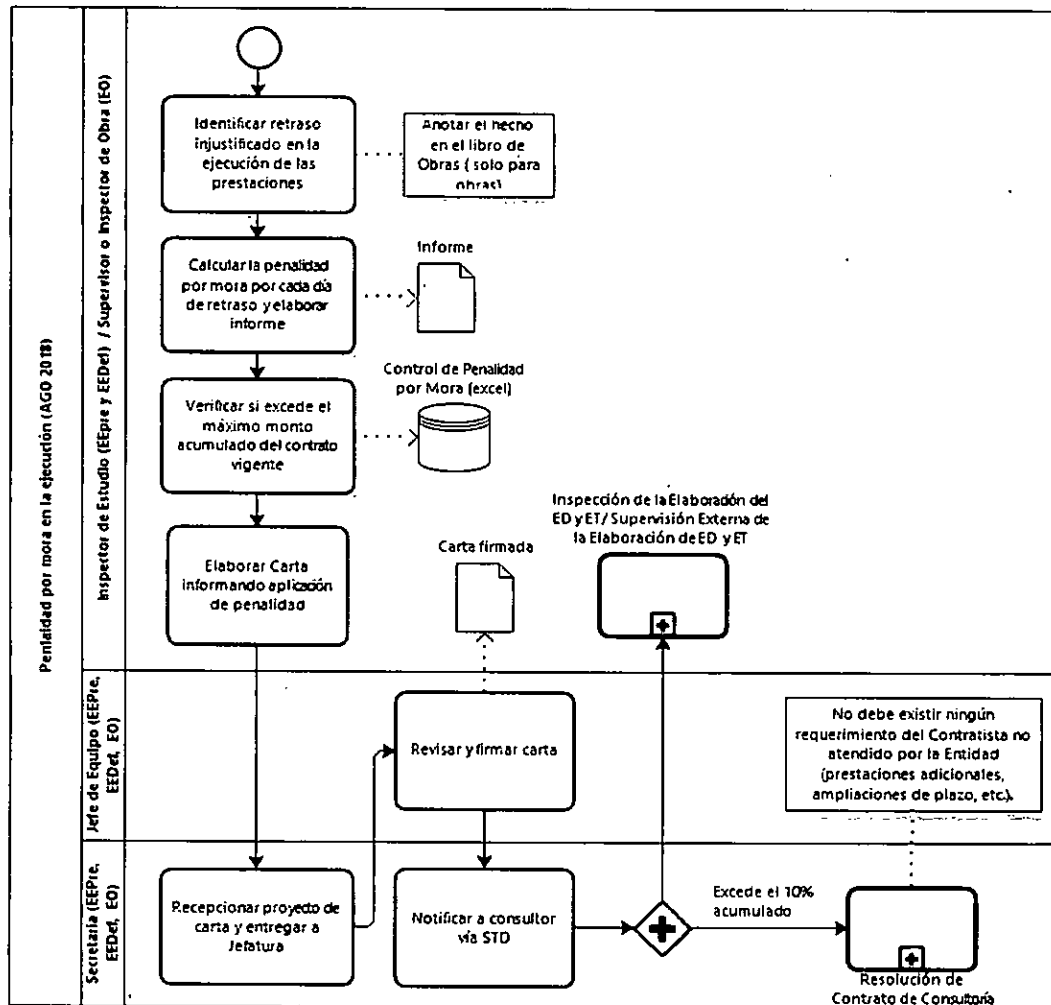 Penlaidad por mora en la ejecución (AGO 2018)
Inspector de Estudio (EEpre y EEDef) / Supervisor o Inspector de Obra (EO)
Identificar retraso
injustificado en la
ejecución de las
prestaciones
Anotar el hecho
en el libro de
Obras ( solo para
obras)
Calcular la penalidad
por mora por cada día
de retraso y elaborar
informe
Informe
Verificar si excede el
máximo monto
acumulado del contrato
vigente
Control de Penalidad
por Mora (excel)
Elaborar Carta
informando aplicación
de penalidad
Carta firmada
Inspección de la Elaboración del
ED y ET/ Supervisión Externa de
la Elaboración de ED y ET
Jefe de Equipo (EEPre,
EEDef, EO)
Revisar y firmar carta
No debe existir ningún
requerimiento del Contratista no
atendido por la Entidad
(prestaciones adicionales,
ampliaciones de plazo, etc.).
Secretaria (EEPre,
EEDef, EO)
Recepcionar proyecto de
carta y entregar a
Jefatura
Notificar a consultor
vía STD
Excede el 10%
acumulado
Resolución de
Contrato de Consultoría